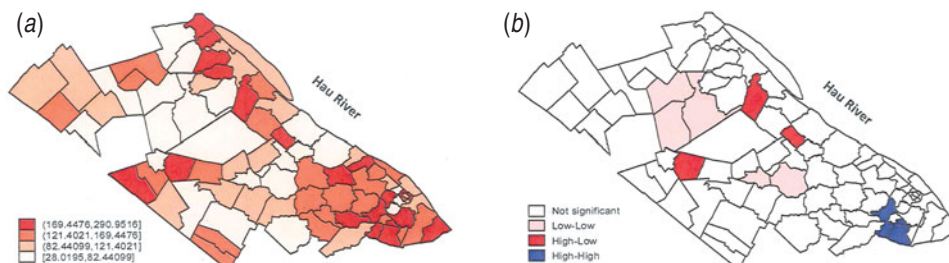 (a)
Hau River
(169.4476,290.9516]
(121.4021,169.4476]
(82.44099,121.4021]
[28.0195,82.44099]
(b)
Hau River
Not significant
Low-Low
High-Low
High-High